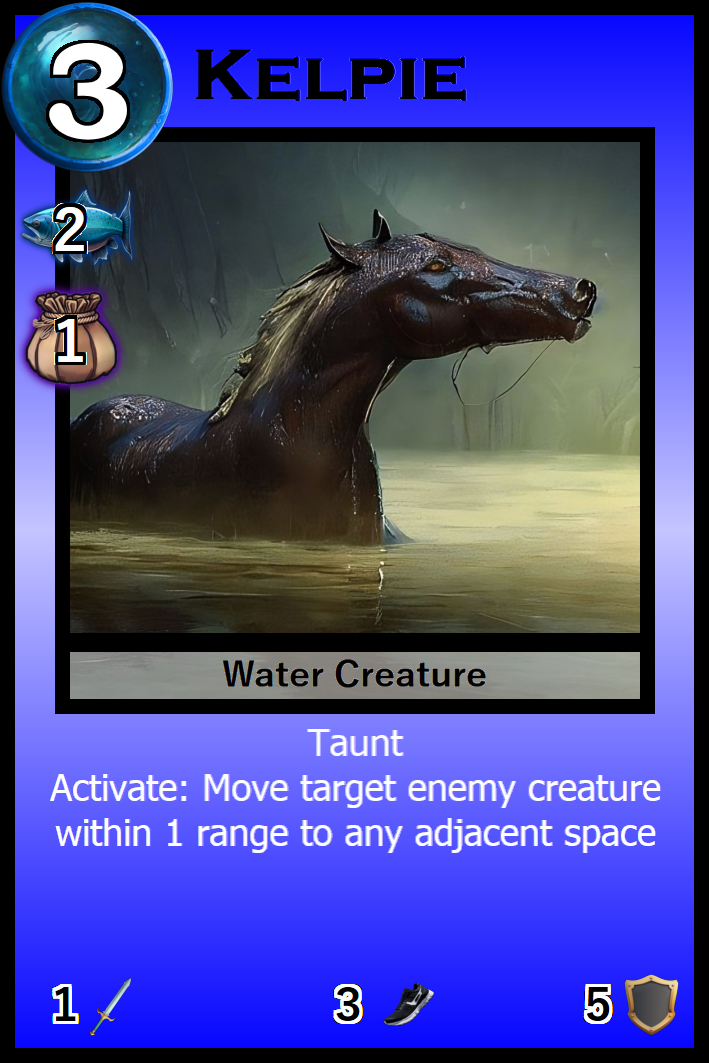 3
KELPIE
2
1
Water Creature
Taunt
Activate: Move target enemy creature
within 1 range to any adjacent space
1 3 5